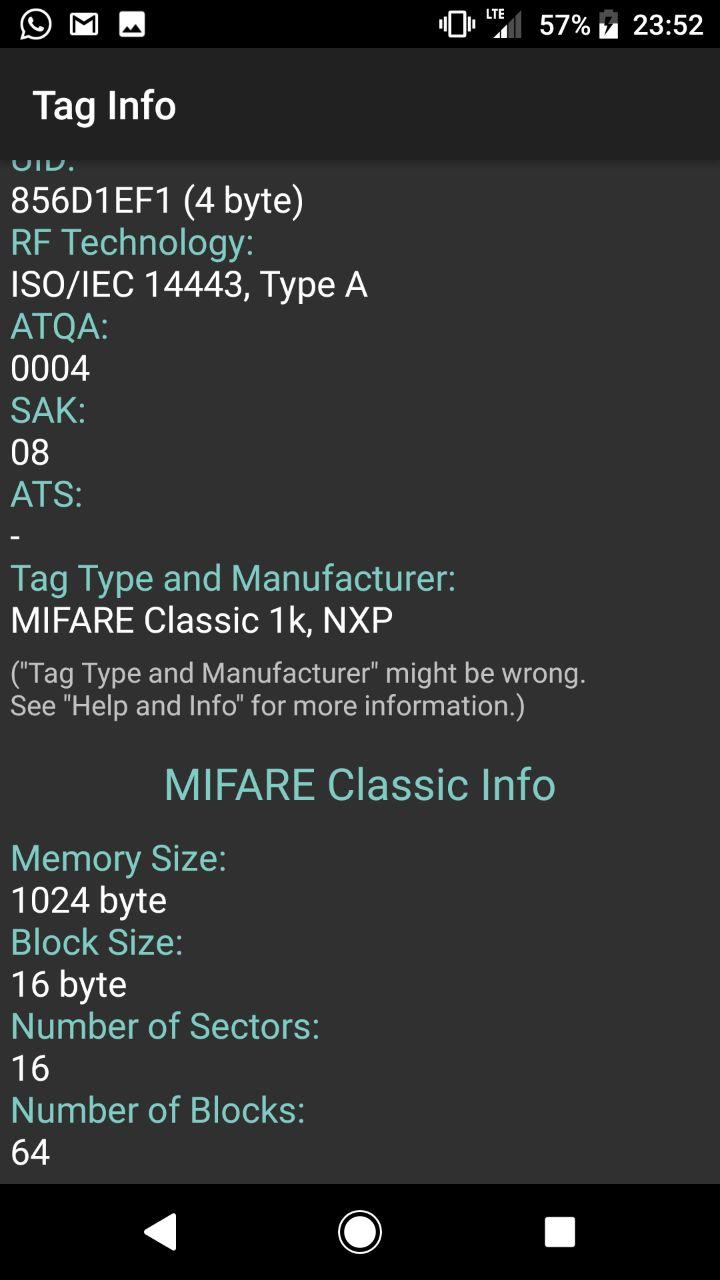 LTE 57% 23:52
Tag Info
UID:
856D1EF1 (4 byte)
RF Technology:
ISO/IEC 14443, Type A
ATQA:
0004
SAK:
08
ATS:
-
Tag Type and Manufacturer:
MIFARE Classic 1k, NXP
("Tag Type and Manufacturer" might be wrong.
See "Help and Info" for more information.)
MIFARE Classic Info
Memory Size:
1024 byte
Block Size:
16 byte
Number of Sectors:
16
Number of Blocks:
64